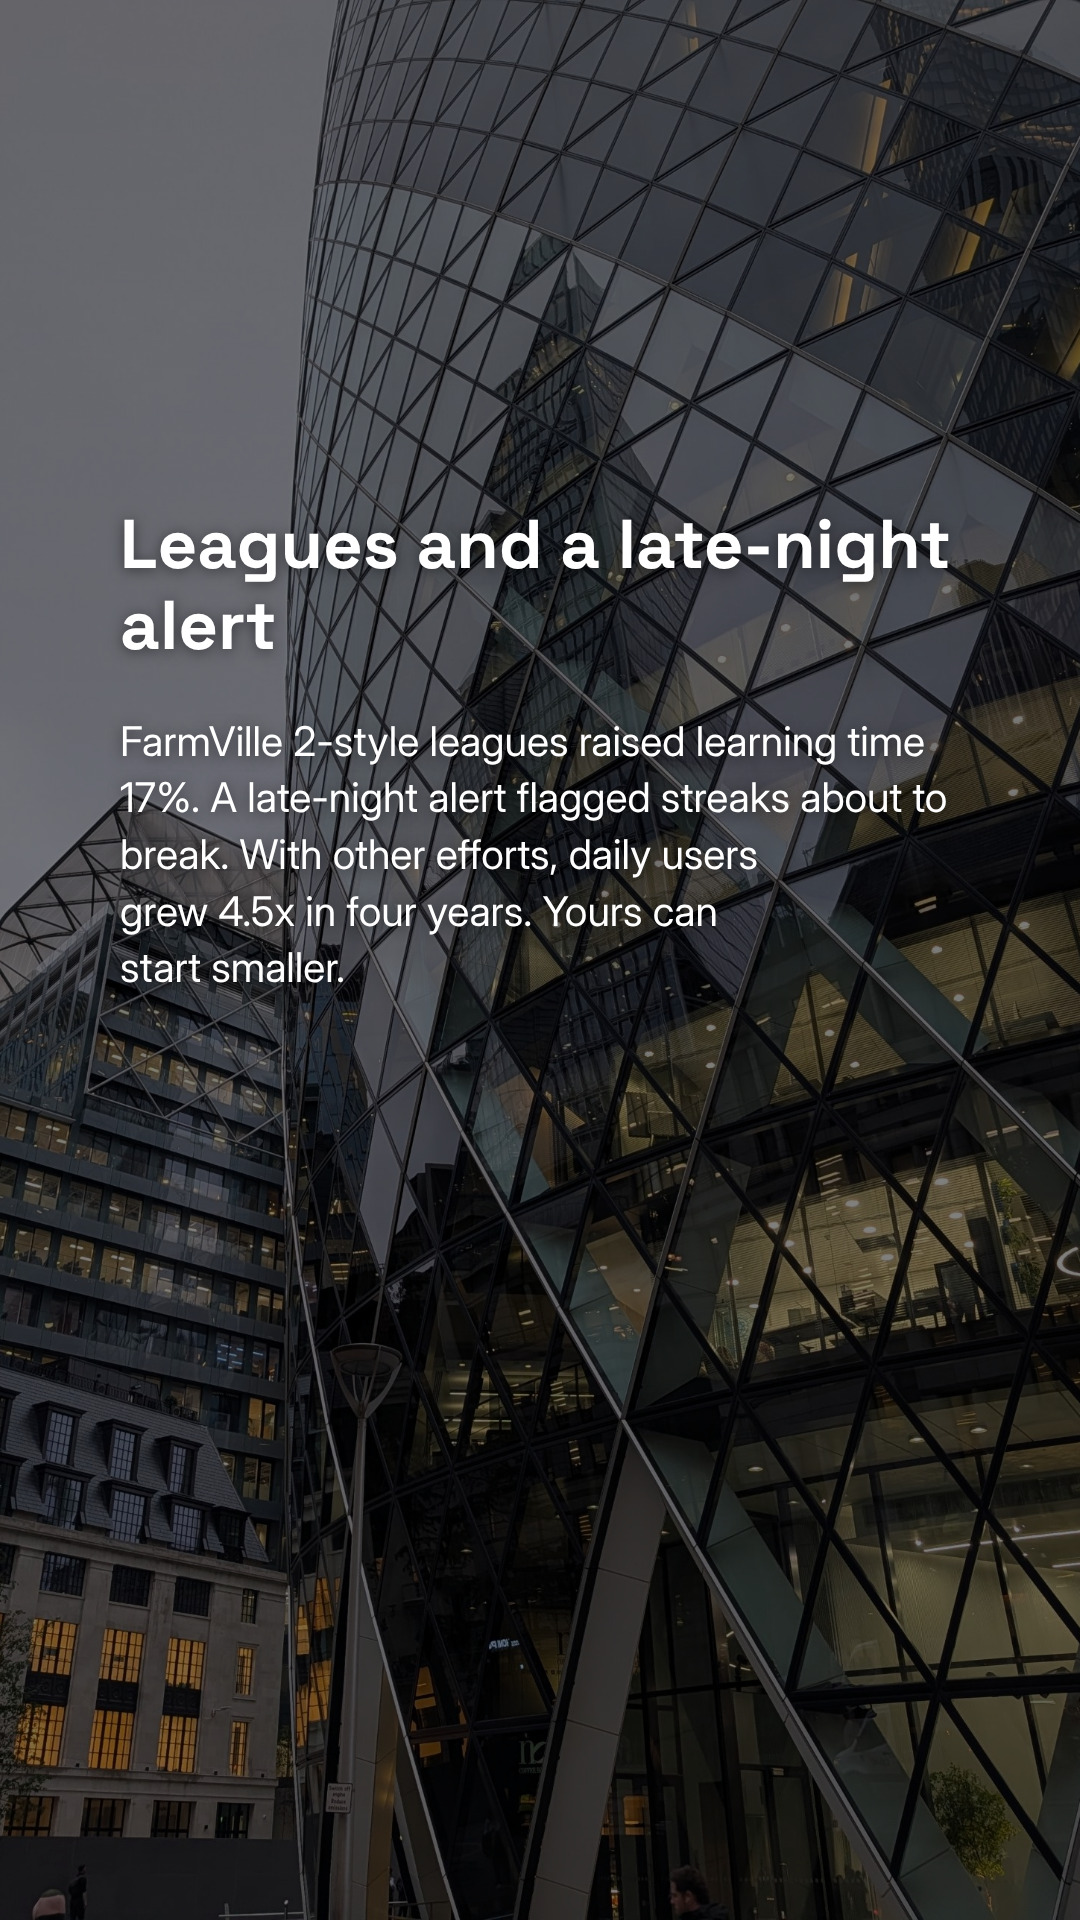 Leagues and a late-night
alert
FarmVille 2-style leagues raised learning time
17%. A late-night alert flagged streaks about to
break. With other efforts, daily users
grew 4.5x in four years. Yours can
start smaller.